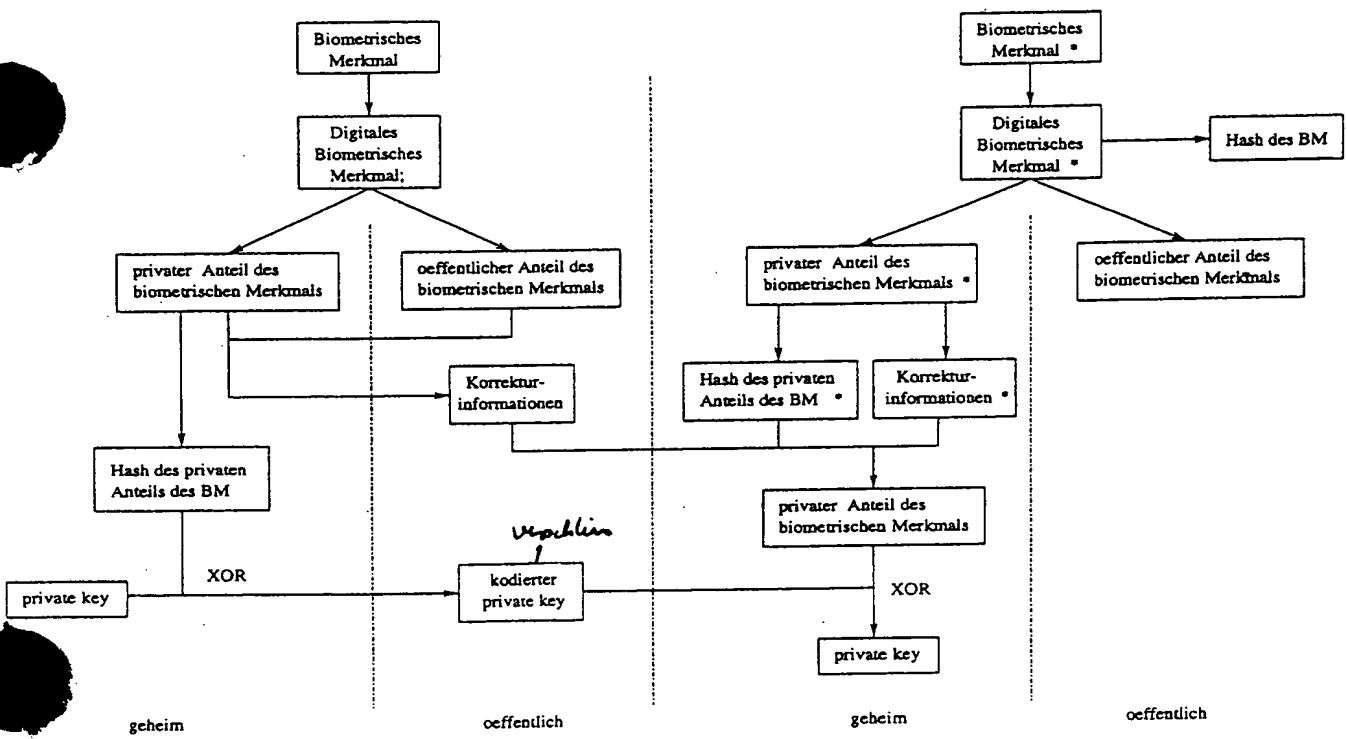 Biometrisches
Merkmal
Digitales
Biometrisches
Merkmal;
privater Anteil des
biometrischen Merkmals
oeffentlicher Anteil des
biometrischen Merkmals
Korrektur-
informationen
Hash des privaten
Anteils des BM
XOR
private key
kodierter
private key
geheim
oeffentlich
Biometrisches
Merkmal *
Digitales
Biometrisches
Merkmal *
Hash des BM
privater Anteil des
biometrischen Merkmals *
oeffentlicher Anteil des
biometrischen Merkmals
Hash des privaten
Anteils des BM *
Korrektur-
informationen *
privater Anteil des
biometrischen Merkmals
XOR
private key
geheim
oeffentlich